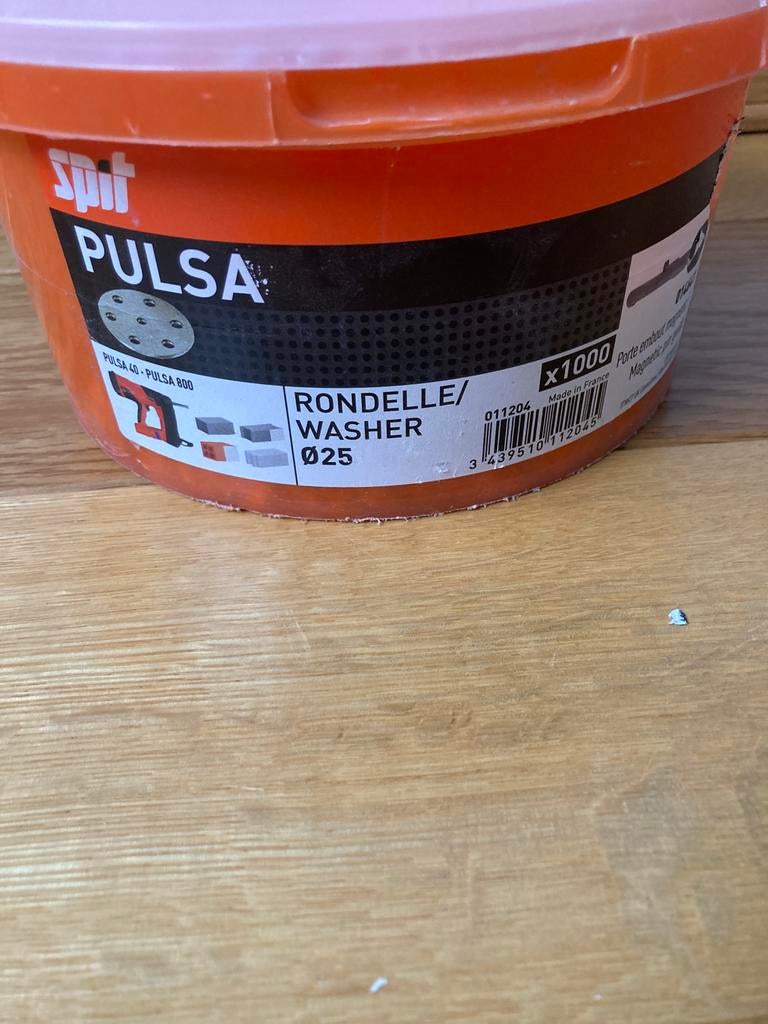 spit
PULSA
PULSA 40 - PULSA 800
RONDELLE/
WASHER
Ø25
x1000
Made in France
011204
3 439510 112045
Porte embout
Magnetic